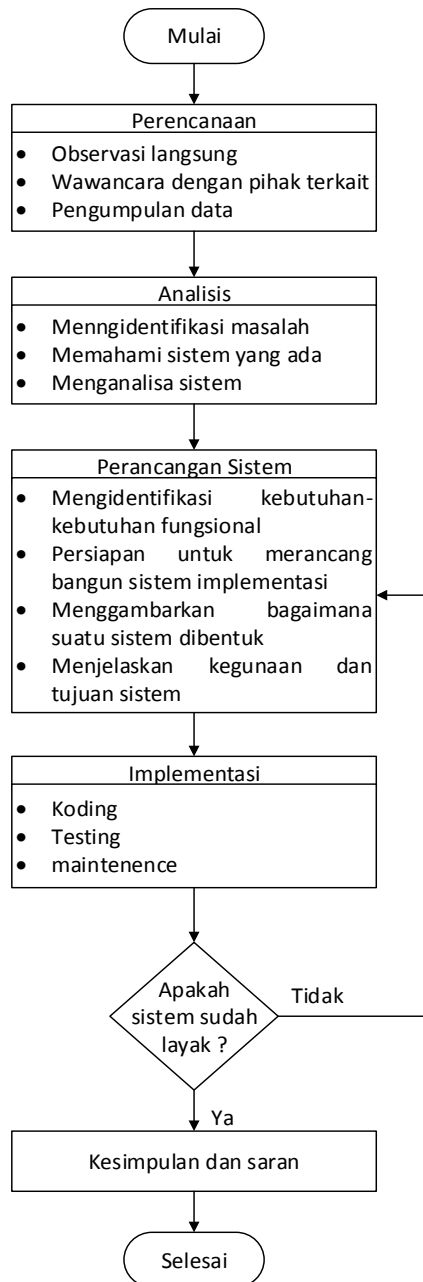 Mulai
Perencanaan
• Observasi langsung
• Wawancara dengan pihak terkait
• Pengumpulan data
Analisis
• Menngidentifikasi masalah
• Memahami sistem yang ada
• Menganalisa sistem
Perancangan Sistem
• Mengidentifikasi kebutuhan-
kebutuhan fungsional
• Persiapan untuk merancang
bangun sistem implementasi
• Menggambarkan bagaimana
suatu sistem dibentuk
• Menjelaskan kegunaan dan
tujuan sistem
Implementasi
• Koding
• Testing
• maintenence
Apakah
sistem sudah
layak ?
Tidak
Ya
Kesimpulan dan saran
Selesai